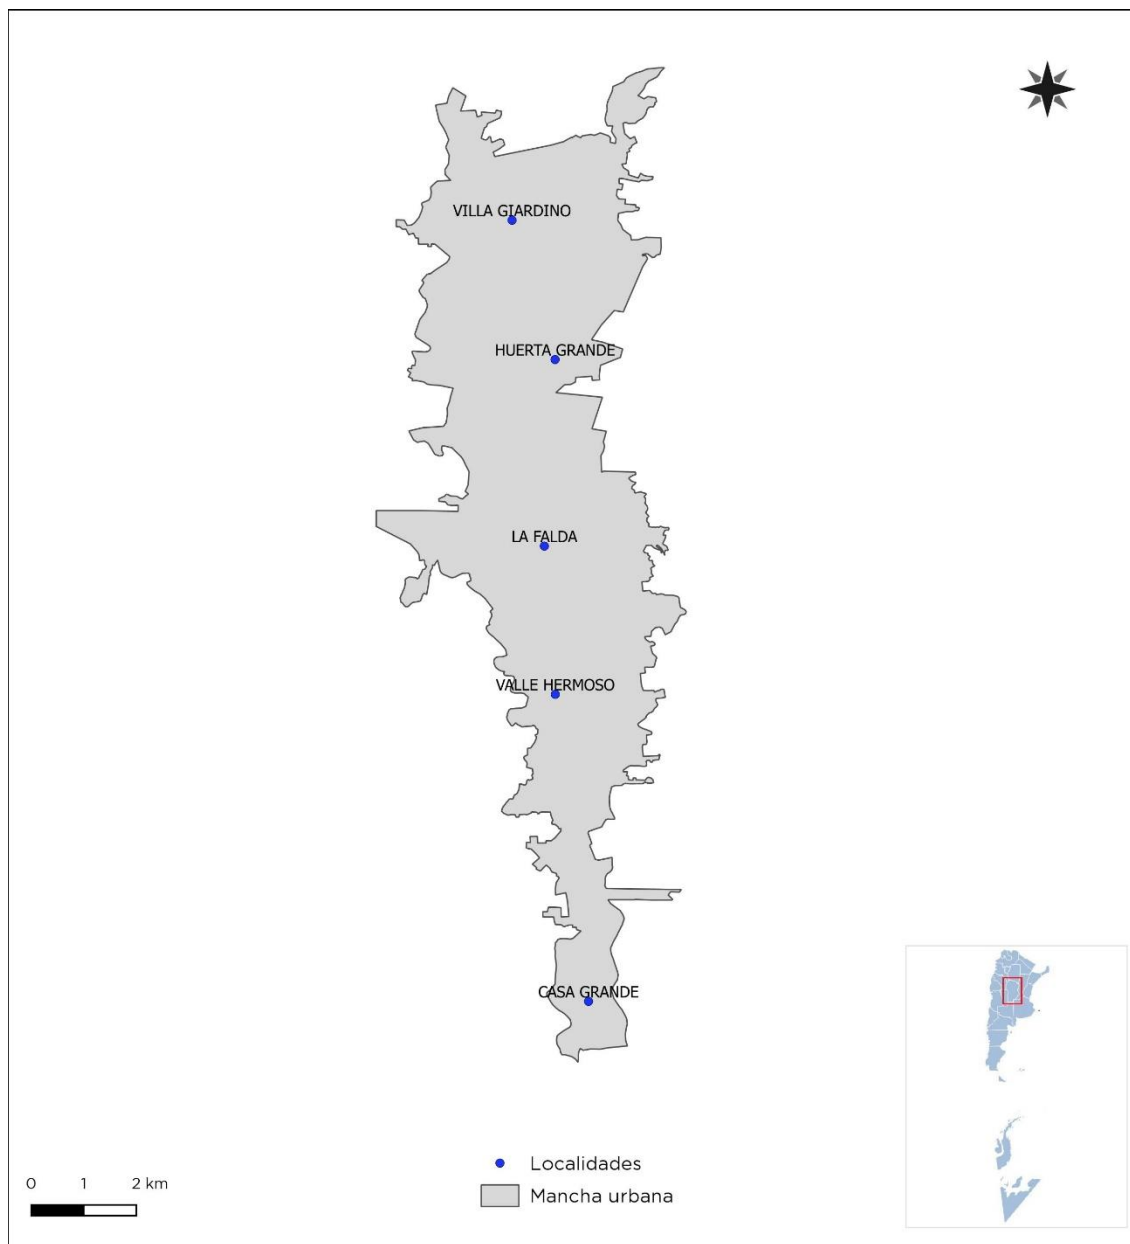 VILLA GIARDINO
HUERTA GRANDE
LA FALDA
VALLE HERMOSO
CASA GRANDE
0 1 2 km
Localidades
Mancha urbana